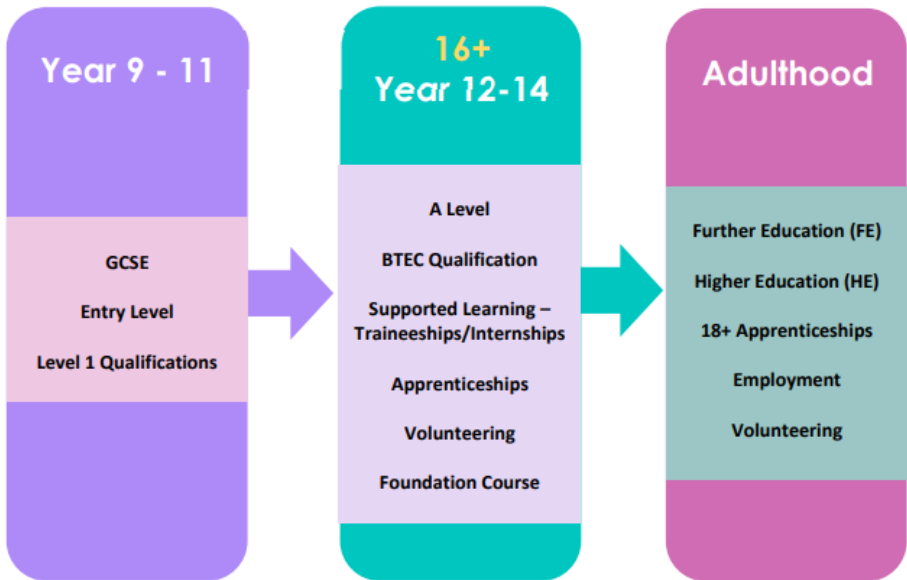 Year 9 - 11
GCSE
Entry Level
Level 1 Qualifications
16+
Year 12-14
A Level
BTEC Qualification
Supported Learning –
Traineeships/Internships
Apprenticeships
Volunteering
Foundation Course
Adulthood
Further Education (FE)
Higher Education (HE)
18+ Apprenticeships
Employment
Volunteering